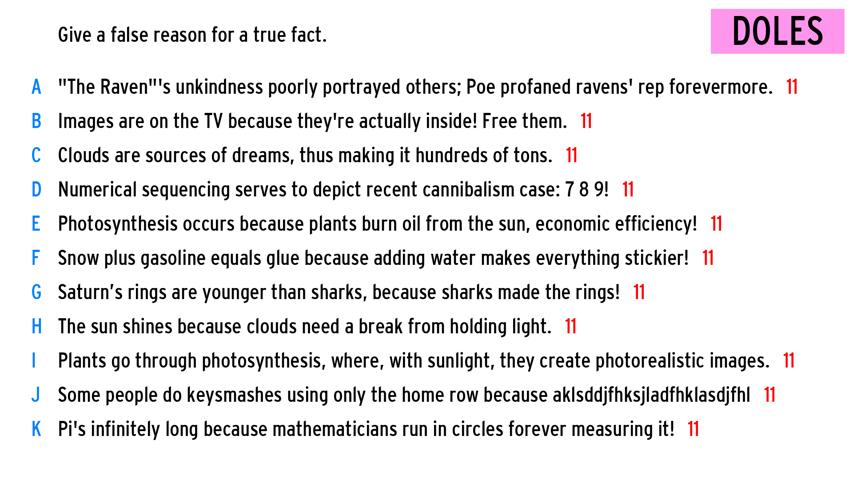 Give a false reason for a true fact.
DOLES
A "The Raven"'s unkindness poorly portrayed others; Poe profaned ravens' rep forevermore. 11
B Images are on the TV because they're actually inside! Free them. 11
C Clouds are sources of dreams, thus making it hundreds of tons. 11
D Numerical sequencing serves to depict recent cannibalism case: 7 8 9! 11
E Photosynthesis occurs because plants burn oil from the sun, economic efficiency! 11
F Snow plus gasoline equals glue because adding water makes everything stickier! 11
G Saturn’s rings are younger than sharks, because sharks made the rings! 11
H The sun shines because clouds need a break from holding light. 11
I Plants go through photosynthesis, where, with sunlight, they create photorealistic images. 11
J Some people do keysmashes using only the home row because aklsddjfhksjladfhklasdjfhl 11
K Pi's infinitely long because mathematicians run in circles forever measuring it! 11